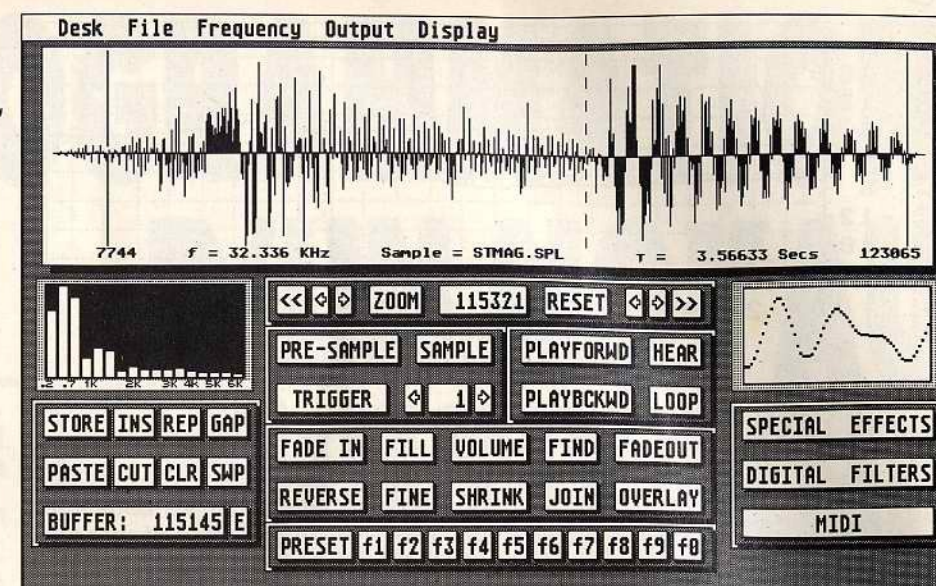 Desk File Frequency Output Display
7744 f = 32.336 KHz Sample = STMAG.SPL T = 3.56633 Secs 123065
<< ZOOM 115321 RESET >>
PRE-SAMPLE SAMPLE PLAYFORWD HEAR
.2 .7 1K 2K 3K 4K 5K 6K
TRIGGER 1 PLAYBCKWD LOOP
STORE INS REP GAP
FADE IN FILL VOLUME FIND FADEOUT
SPECIAL EFFECTS
PASTE CUT CLR SWP
REVERSE FINE SHRINK JOIN OVERLAY
DIGITAL FILTERS
BUFFER: 115145 E
PRESET f1 f2 f3 f4 f5 f6 f7 f8 f9 f0
MIDI